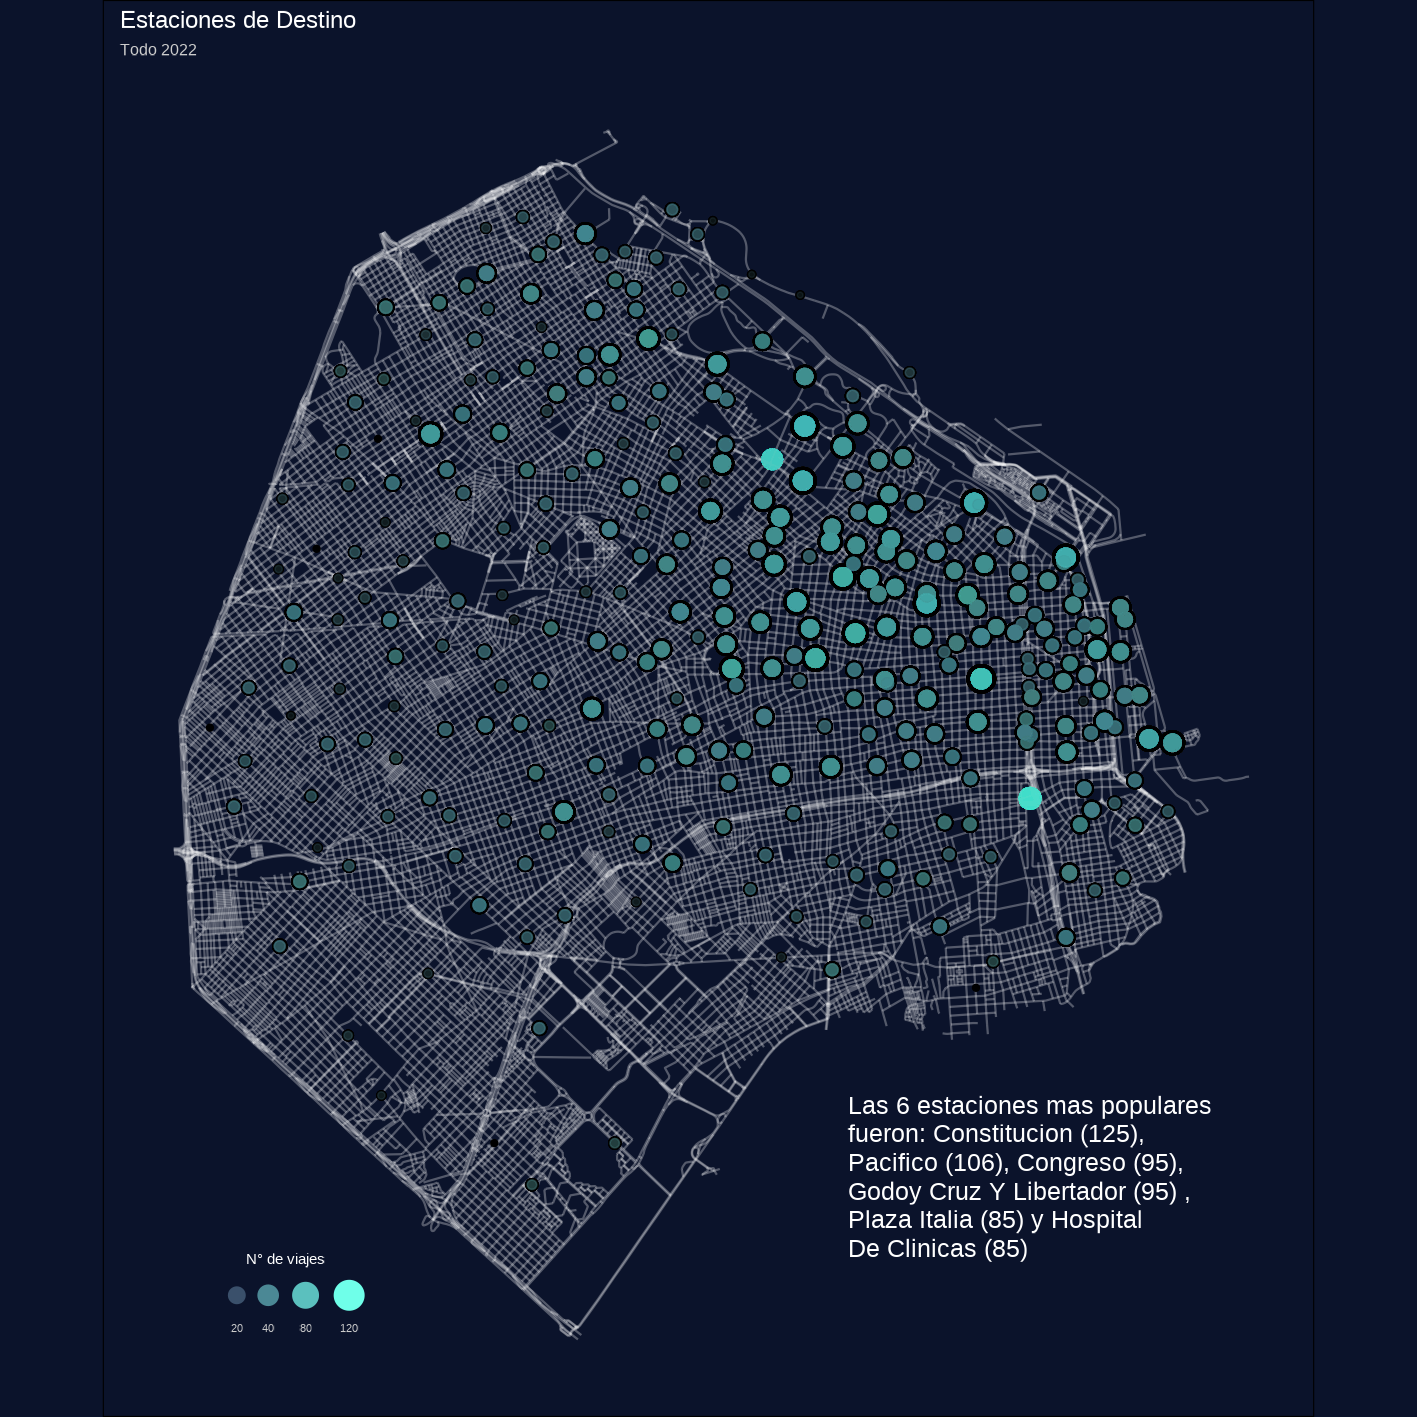 Estaciones de Destino
Todo 2022
Las 6 estaciones mas populares
fueron: Constitucion (125),
Pacifico (106), Congreso (95),
Godoy Cruz Y Libertador (95) ,
Plaza Italia (85) y Hospital
De Clinicas (85)
N° de viajes
20 40 80 120